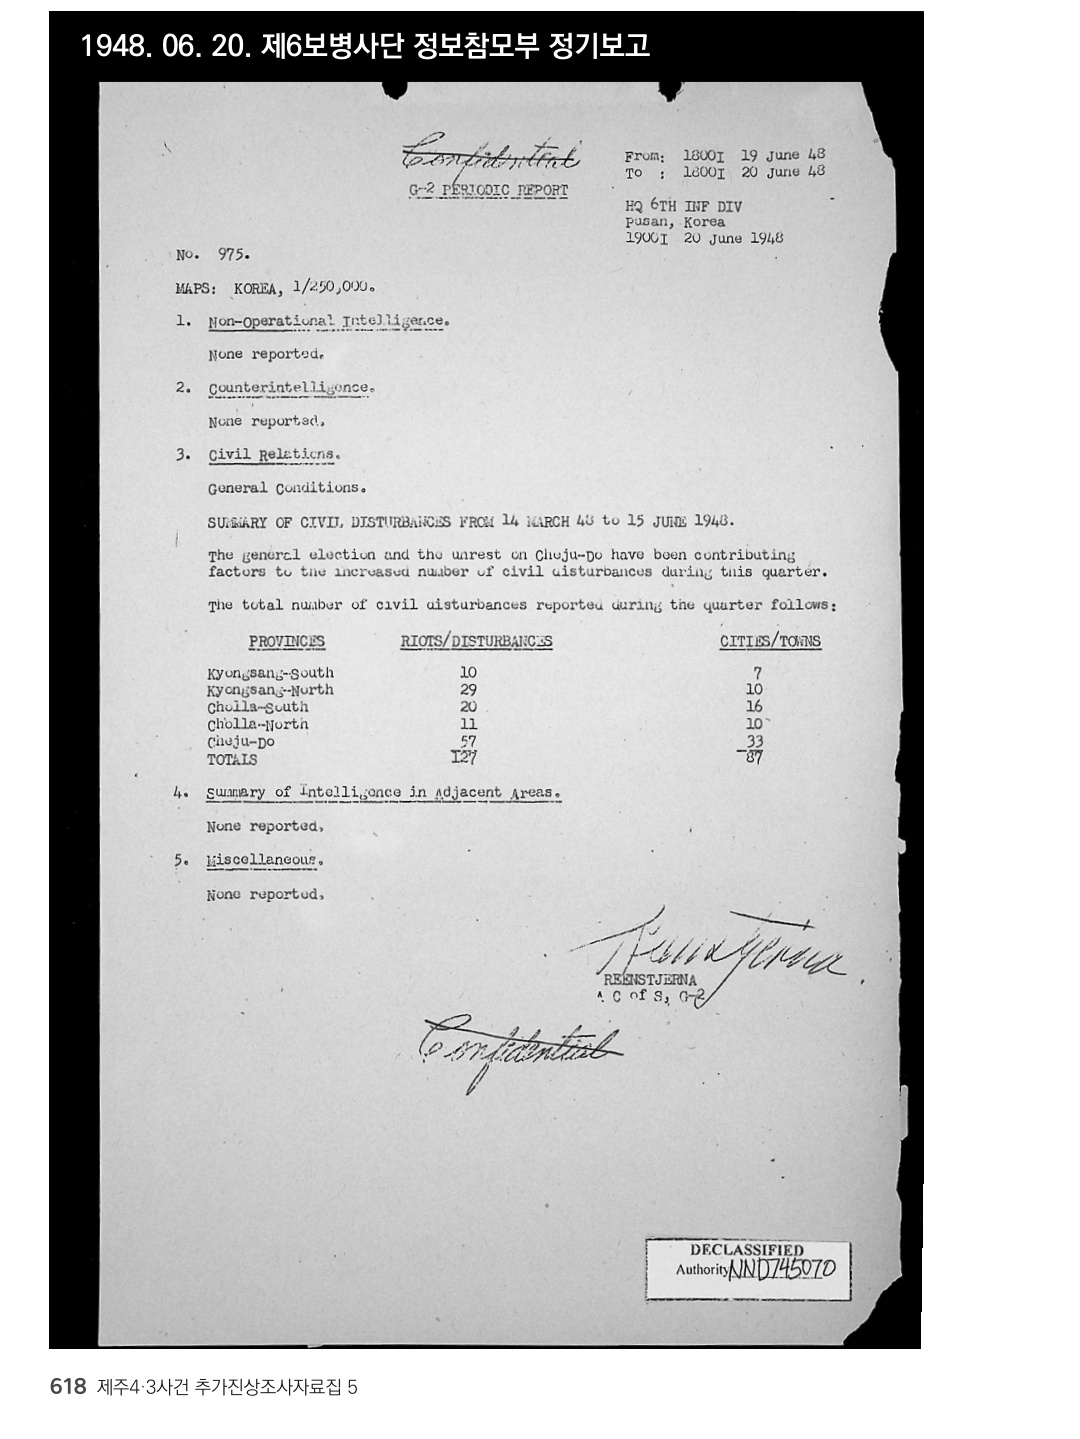 1948. 06. 20. 제6보병사단 정보참모부 정기보고
Confidential
G-2 PERIODIC REPORT
From: 1800I 19 June 48
To : 1800I 20 June 48
HQ 6TH INF DIV
Pusan, Korea
1900I 20 June 1948
No. 975.
MAPS: KOREA, 1/250,000.
1. Non-Operational Intelligence.
None reported.
2. Counterintelligence.
None reported.
3. Civil Relations.
General Conditions.
SUMMARY OF CIVIL DISTURBANCES FROM 14 MARCH 48 to 15 JUNE 1948.
The general election and the unrest on Cheju-Do have been contributing
factors to the increased number of civil disturbances during this quarter.
The total number of civil disturbances reported during the quarter follows:
PROVINCES RIOTS/DISTURBANCES CITIES/TOWNS
Kyongsang-South 10 7
Kyongsang-North 29 10
Cholla-South 20 16
Cholla-North 11 10
Cheju-Do 57 33
TOTALS 127 87
4. Summary of Intelligence in Adjacent Areas.
None reported.
5. Miscellaneous.
None reported.
Reenstjerna
REENSTJERNA
A C of S, G-2
Confidential
DECLASSIFIED
Authority NND745070
618 제주4·3사건 추가진상조사자료집 5